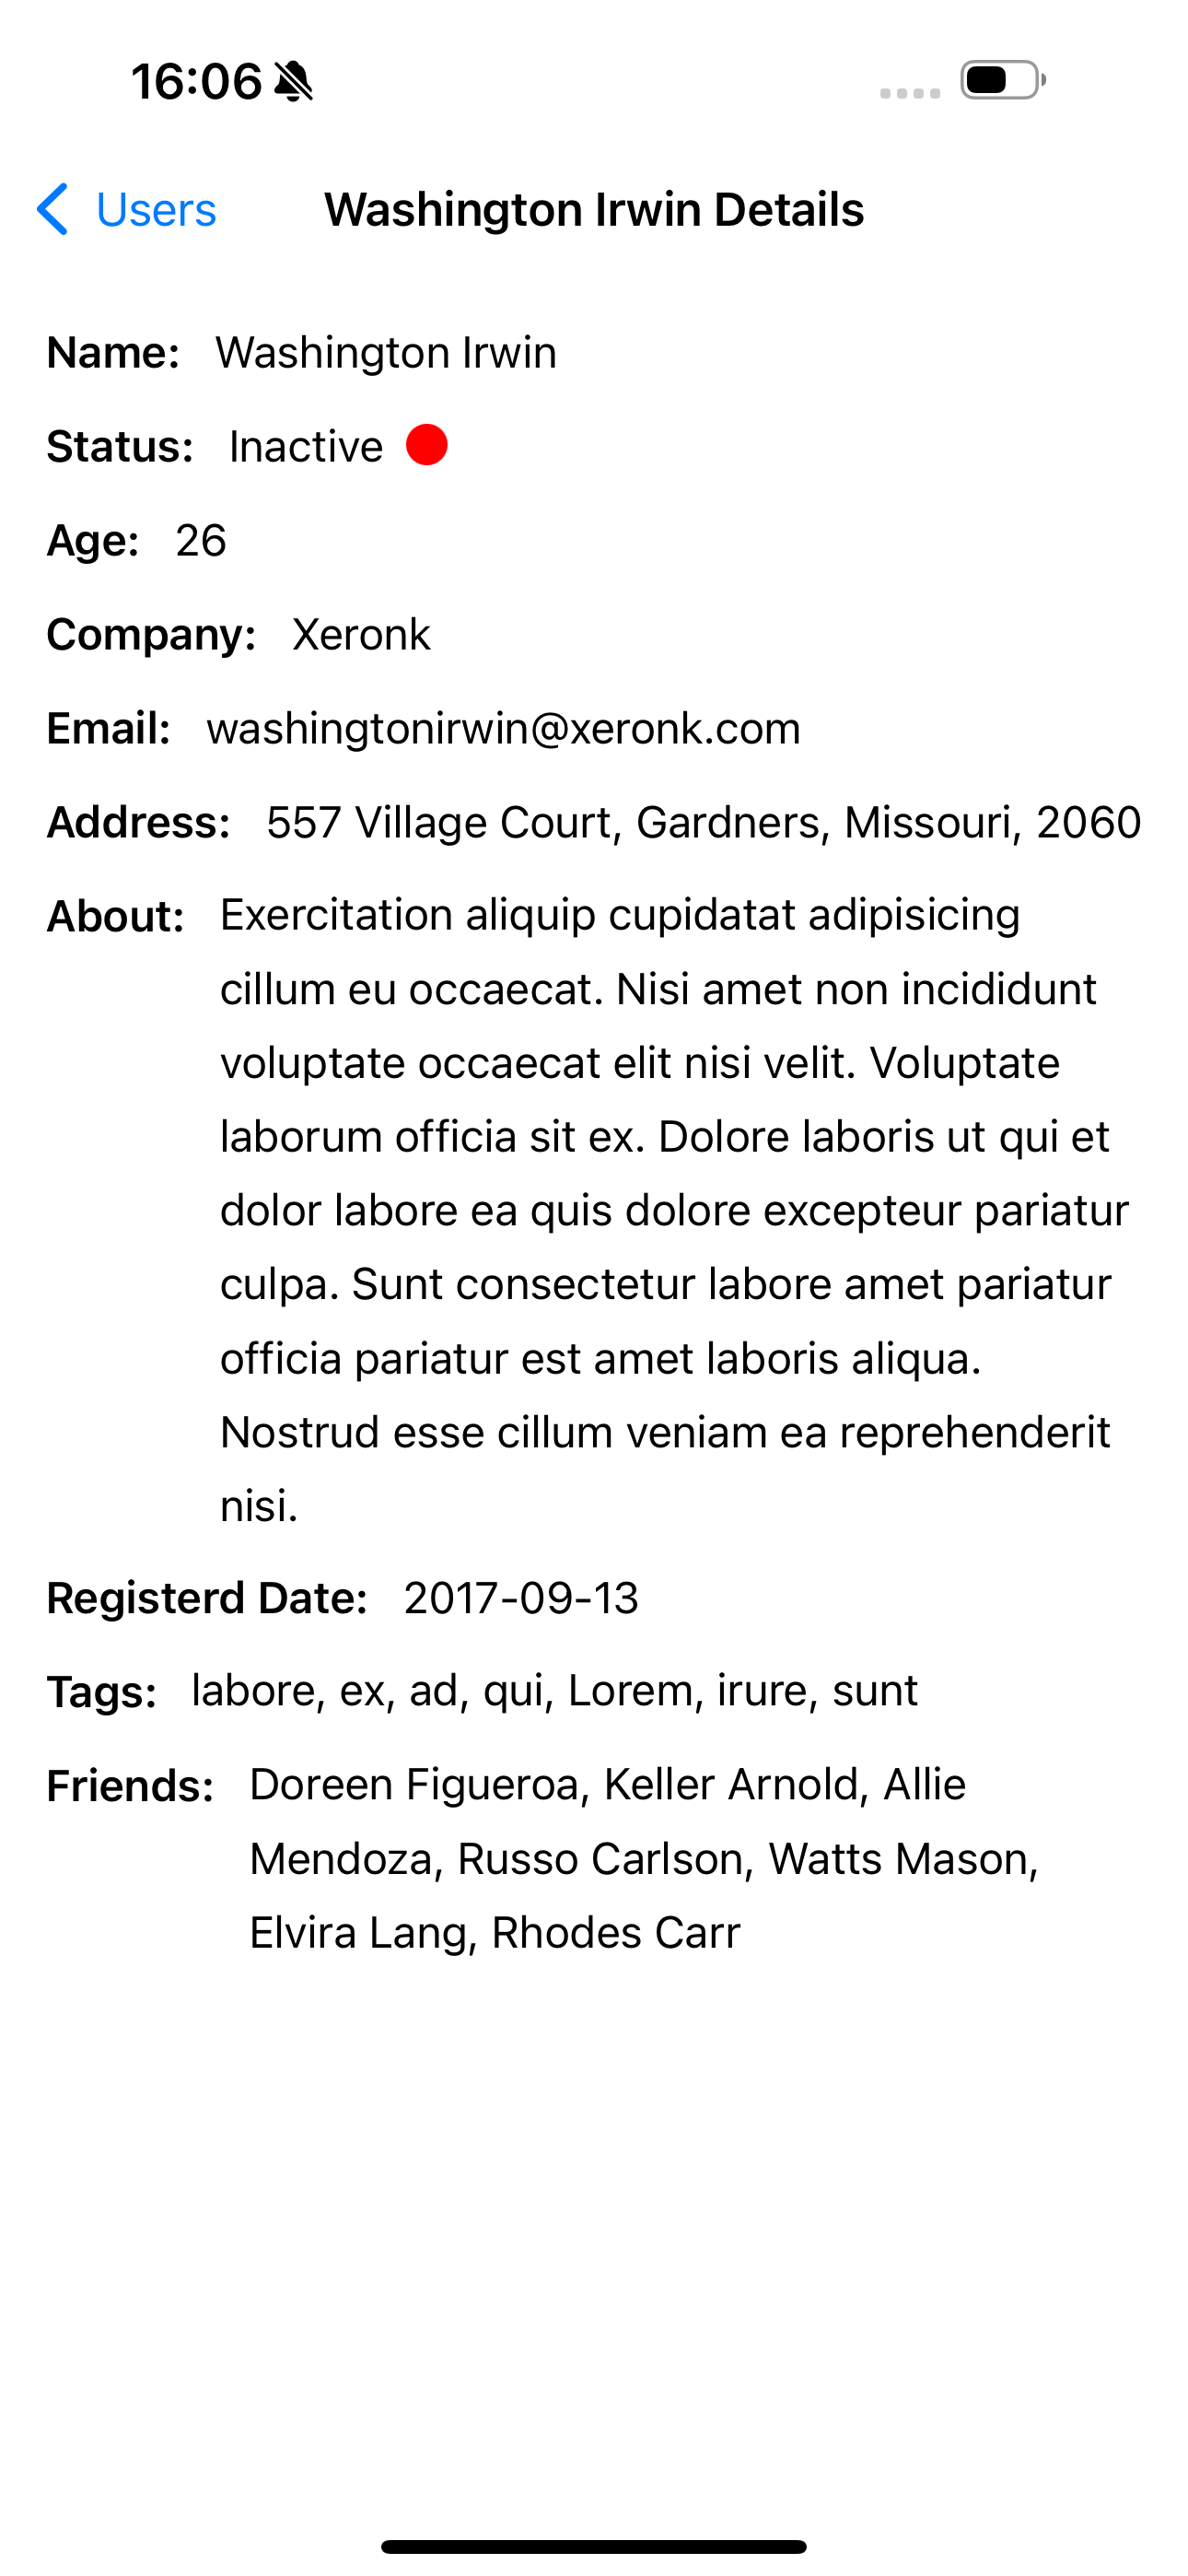 16:06
Users
Washington Irwin Details
Name: Washington Irwin
Status: Inactive
Age: 26
Company: Xeronk
Email: washingtonirwin@xeronk.com
Address: 557 Village Court, Gardners, Missouri, 2060
About: Exercitation aliquip cupidatat adipisicing
cillum eu occaecat. Nisi amet non incididunt
voluptate occaecat elit nisi velit. Voluptate
laborum officia sit ex. Dolore laboris ut qui et
dolor labore ea quis dolore excepteur pariatur
culpa. Sunt consectetur labore amet pariatur
officia pariatur est amet laboris aliqua.
Nostrud esse cillum veniam ea reprehenderit
nisi.
Registerd Date: 2017-09-13
Tags: labore, ex, ad, qui, Lorem, irure, sunt
Friends: Doreen Figueroa, Keller Arnold, Allie
Mendoza, Russo Carlson, Watts Mason,
Elvira Lang, Rhodes Carr